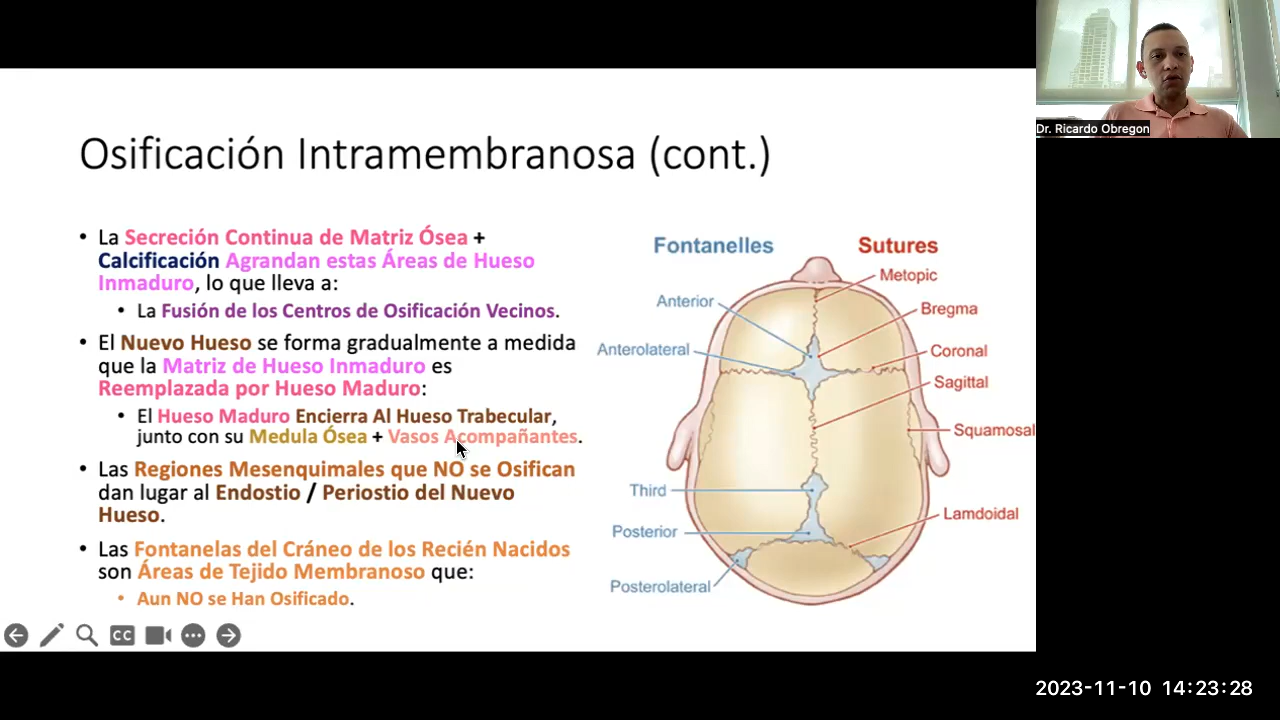 Dr. Ricardo Obregon
Osificación Intramembranosa (cont.)
• La Secreción Continua de Matriz Ósea +
Calcificación Agrandan estas Áreas de Hueso
Inmaduro, lo que lleva a:
• La Fusión de los Centros de Osificación Vecinos.
• El Nuevo Hueso se forma gradualmente a medida
que la Matriz de Hueso Inmaduro es
Reemplazada por Hueso Maduro:
• El Hueso Maduro Encierra Al Hueso Trabecular,
junto con su Medula Ósea + Vasos Acompañantes.
• Las Regiones Mesenquimales que NO se Osifican
dan lugar al Endostio / Periostio del Nuevo
Hueso.
• Las Fontanelas del Cráneo de los Recién Nacidos
son Áreas de Tejido Membranoso que:
• Aun NO se Han Osificado.
Fontanelles
Sutures
Metopic
Anterior
Bregma
Anterolateral
Coronal
Sagittal
Squamosal
Third
Lamdoidal
Posterior
Posterolateral
CC
2023-11-10 14:23:28